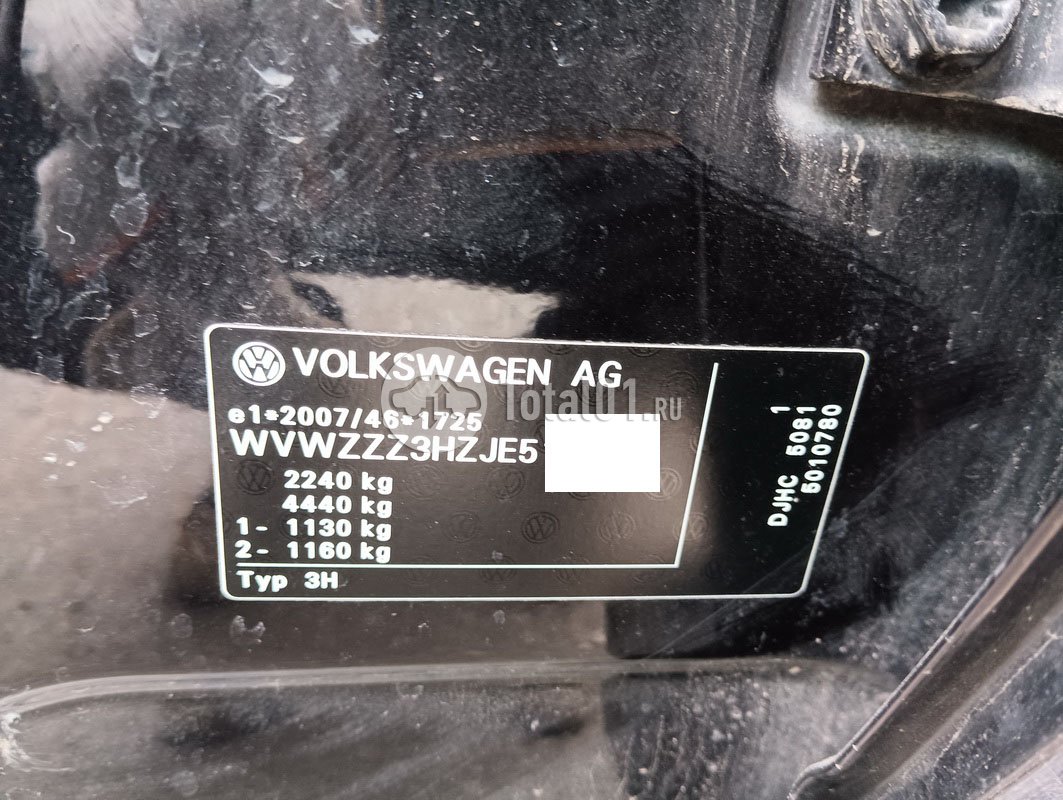 VOLKSWAGEN AG
Total01.RU
e1*2007/46*1725
WVWZZZ3HZJE5
2240 kg
4440 kg
1- 1130 kg
2- 1160 kg
Typ 3H
DJHC 5081 1
5010780